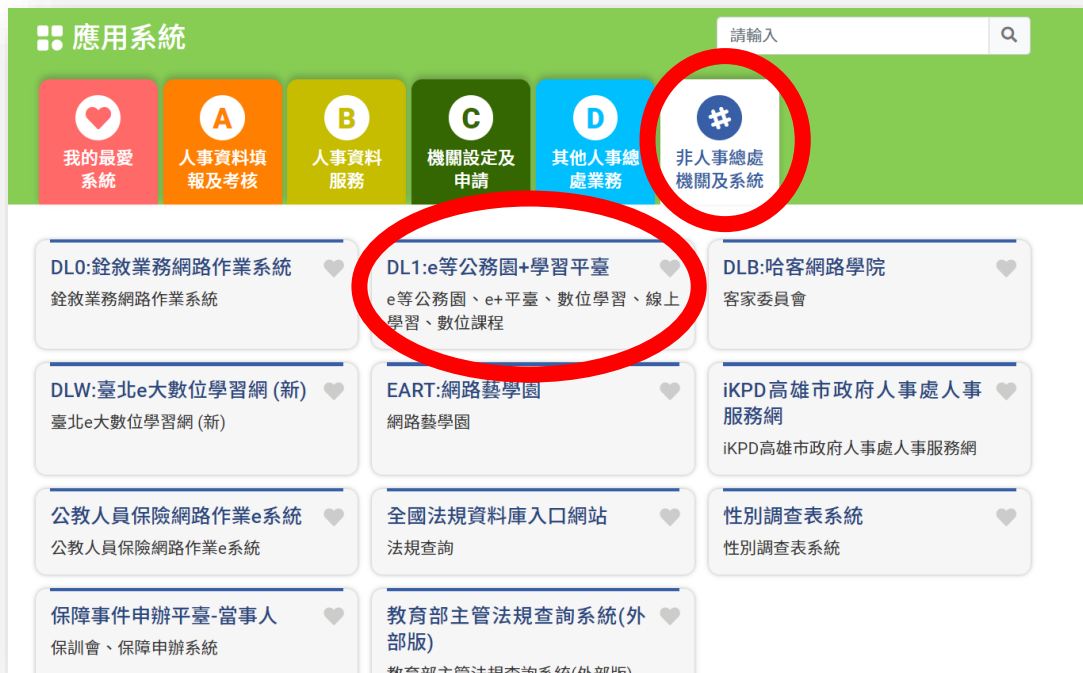 應用系統
請輸入
我的最愛
系統
A
人事資料填
報及考核
B
人事資料
服務
C
機關設定及
申請
D
其他人事總
處業務
#
非人事總處
機關及系統
DL0:銓敘業務網路作業系統
銓敘業務網路作業系統
DL1:e等公務園+學習平臺
e等公務園、e+平臺、數位學習、線上
學習、數位課程
DLB:哈客網路學院
客家委員會
DLW:臺北e大數位學習網 (新)
臺北e大數位學習網 (新)
EART:網路藝學園
網路藝學園
iKPD高雄市政府人事處人事
服務網
iKPD高雄市政府人事處人事服務網
公教人員保險網路作業e系統
公教人員保險網路作業e系統
全國法規資料庫入口網站
法規查詢
性別調查表系統
性別調查表系統
保障事件申辦平臺-當事人
保訓會、保障申辦系統
教育部主管法規查詢系統(外
部版)
教育部主管法規查詢系統(外部版)